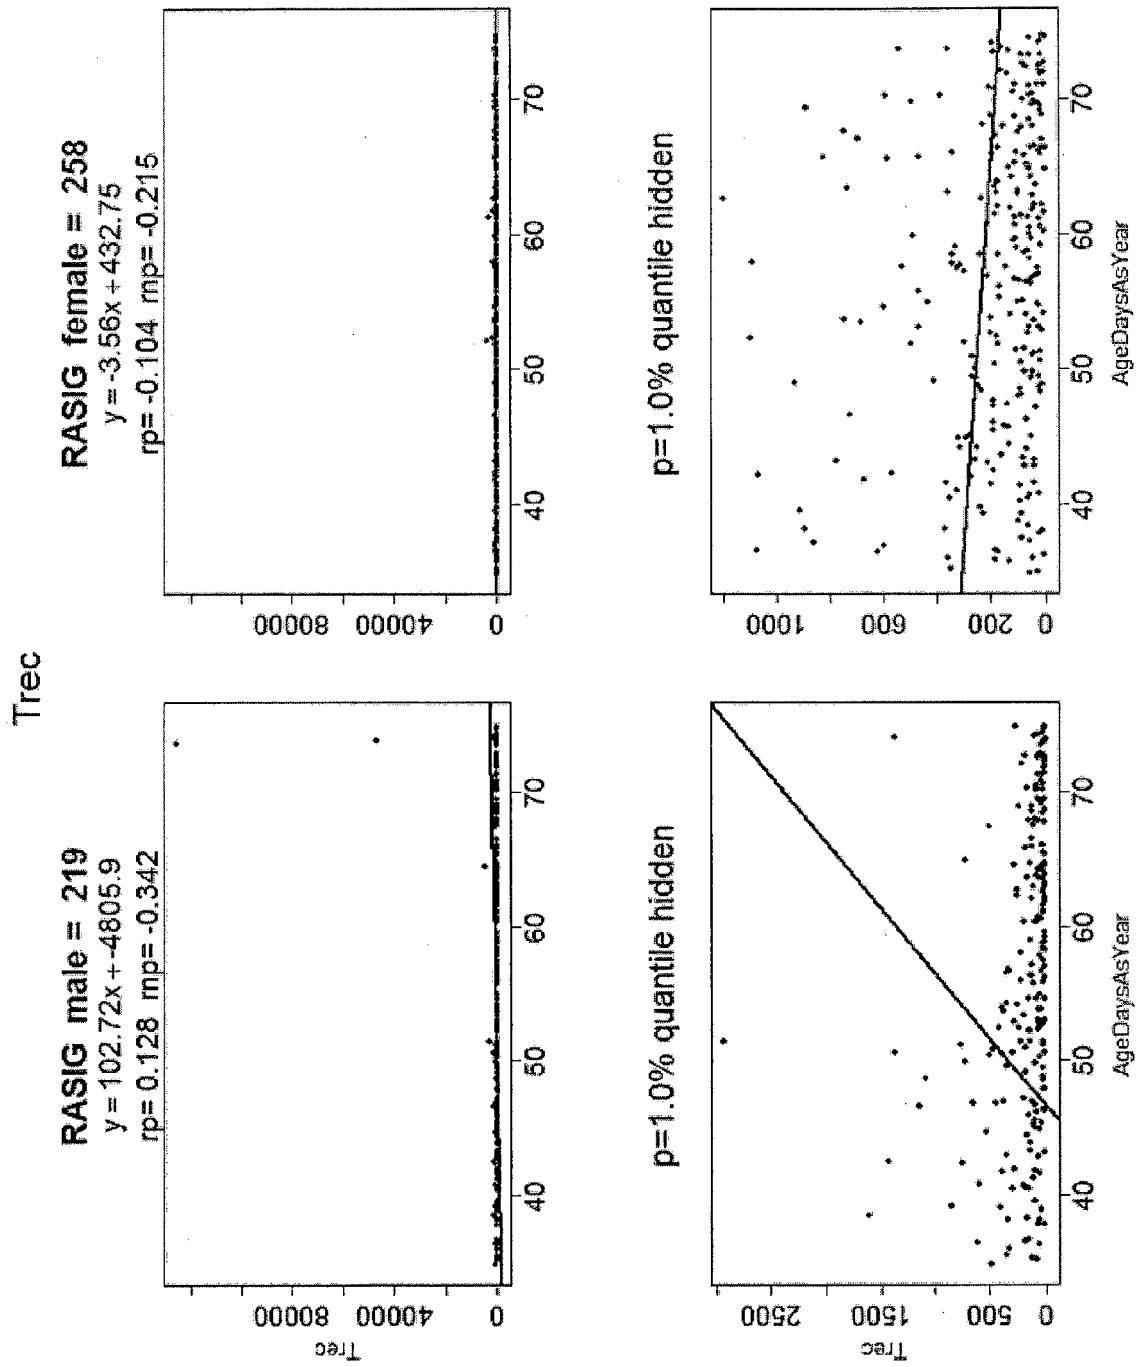 Trec
RASIG male = 219
y = 102.72x + -4805.9
rp= 0.128 rnp= -0.342
Trec
0 40000 80000
40 50 60 70
RASIG female = 258
y = -3.56x + 432.75
rp= -0.104 rnp= -0.215
0 40000 80000
40 50 60 70
p=1.0% quantile hidden
Trec
0 500 1500 2500
40 50 60 70
AgeDaysAsYear
p=1.0% quantile hidden
0 200 600 1000
40 50 60 70
AgeDaysAsYear